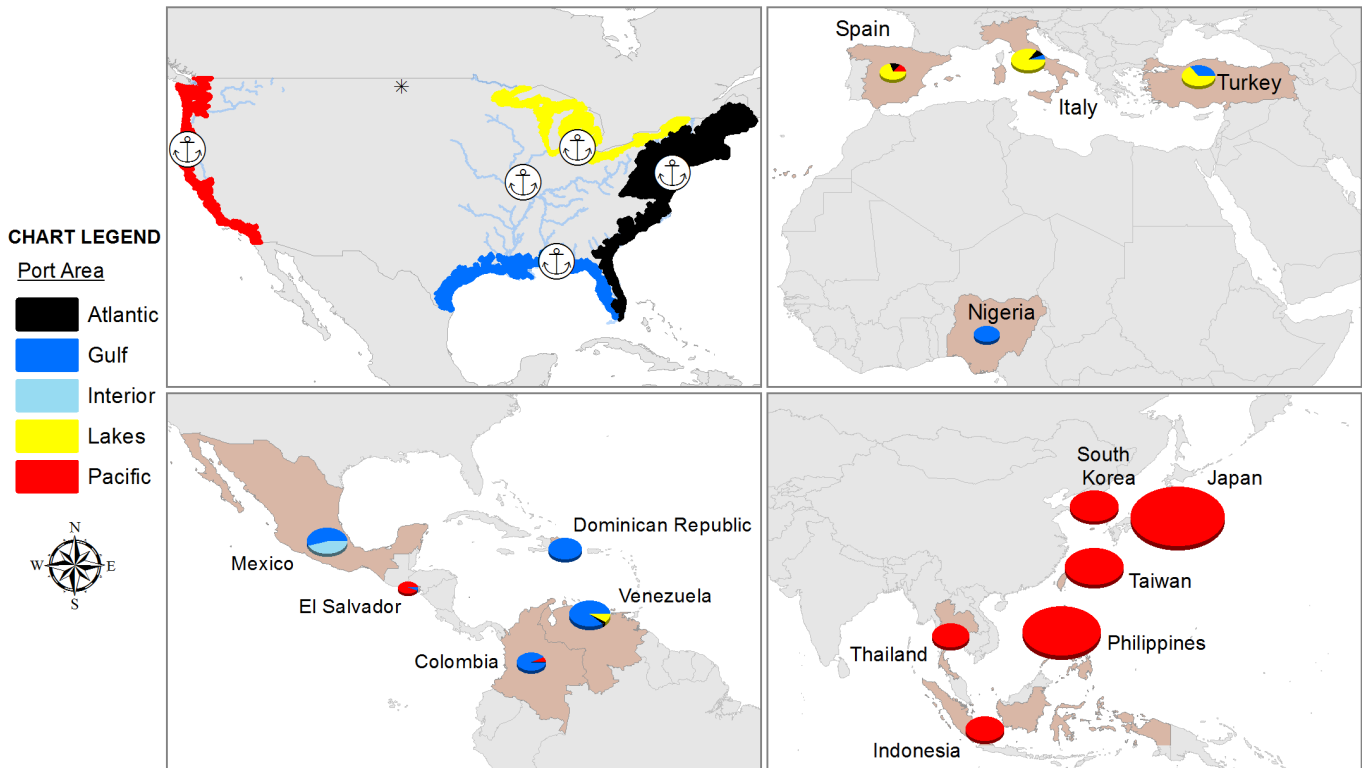 CHART LEGEND
Port Area
Atlantic
Gulf
Interior
Lakes
Pacific
N
W
E
S
Spain
Italy
Turkey
Nigeria
Mexico
El Salvador
Dominican Republic
Venezuela
Colombia
South
Korea
Japan
Taiwan
Philippines
Thailand
Indonesia